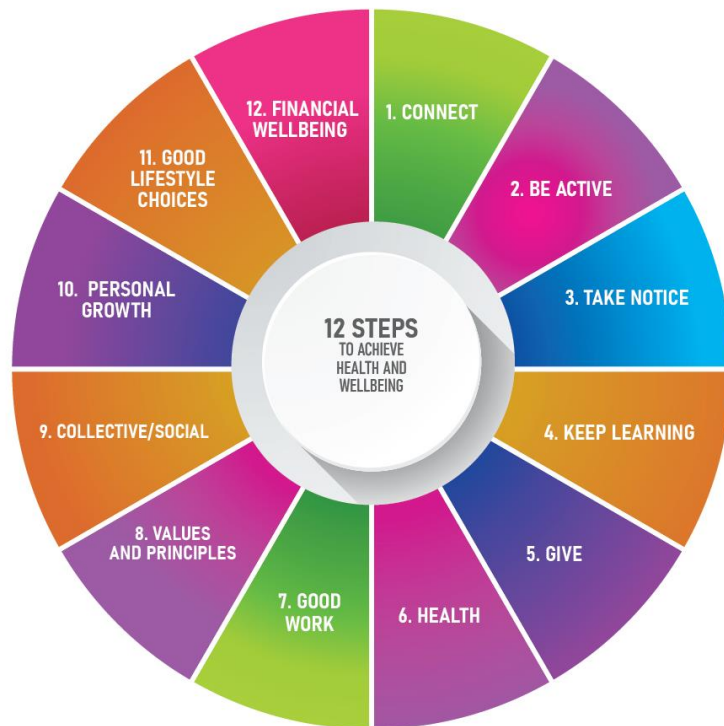 12 STEPS
TO ACHIEVE
HEALTH AND
WELLBEING
1. CONNECT
2. BE ACTIVE
3. TAKE NOTICE
4. KEEP LEARNING
5. GIVE
6. HEALTH
7. GOOD
WORK
8. VALUES
AND PRINCIPLES
9. COLLECTIVE/SOCIAL
10. PERSONAL
GROWTH
11. GOOD
LIFESTYLE
CHOICES
12. FINANCIAL
WELLBEING